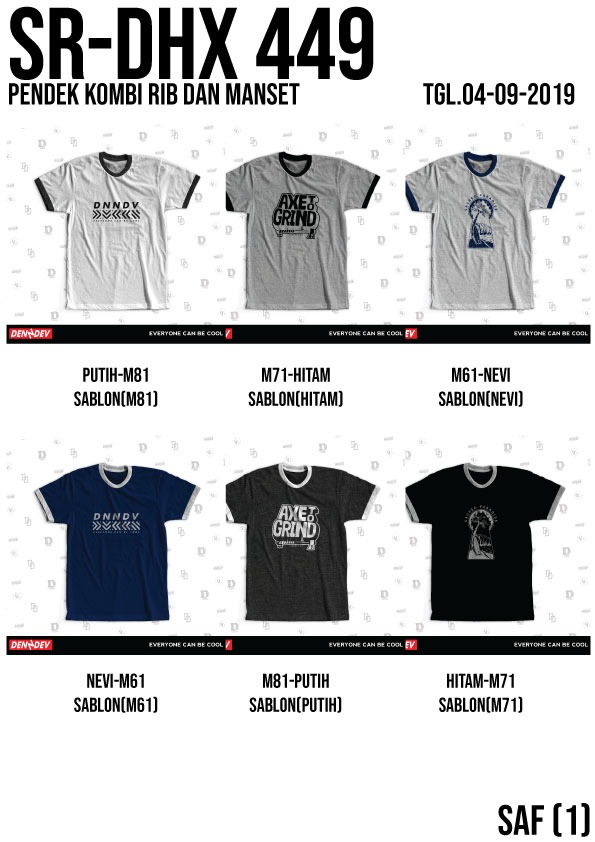 SR-DHX 449
PENDEK KOMBI RIB DAN MANSET
TGL.04-09-2019
DNNDV
AXE TO GRIND
DENNDEV
EVERYONE CAN BE COOL
EVERYONE CAN BE COOL
EV
EVERYONE CAN BE COOL
PUTIH-M81
SABLON(M81)
M71-HITAM
SABLON(HITAM)
M61-NEVI
SABLON(NEVI)
DNNDV
AXE TO GRIND
DENNDEV
EVERYONE CAN BE COOL
EVERYONE CAN BE COOL
EV
EVERYONE CAN BE COOL
NEVI-M61
SABLON(M61)
M81-PUTIH
SABLON(PUTIH)
HITAM-M71
SABLON(M71)
SAF (1)